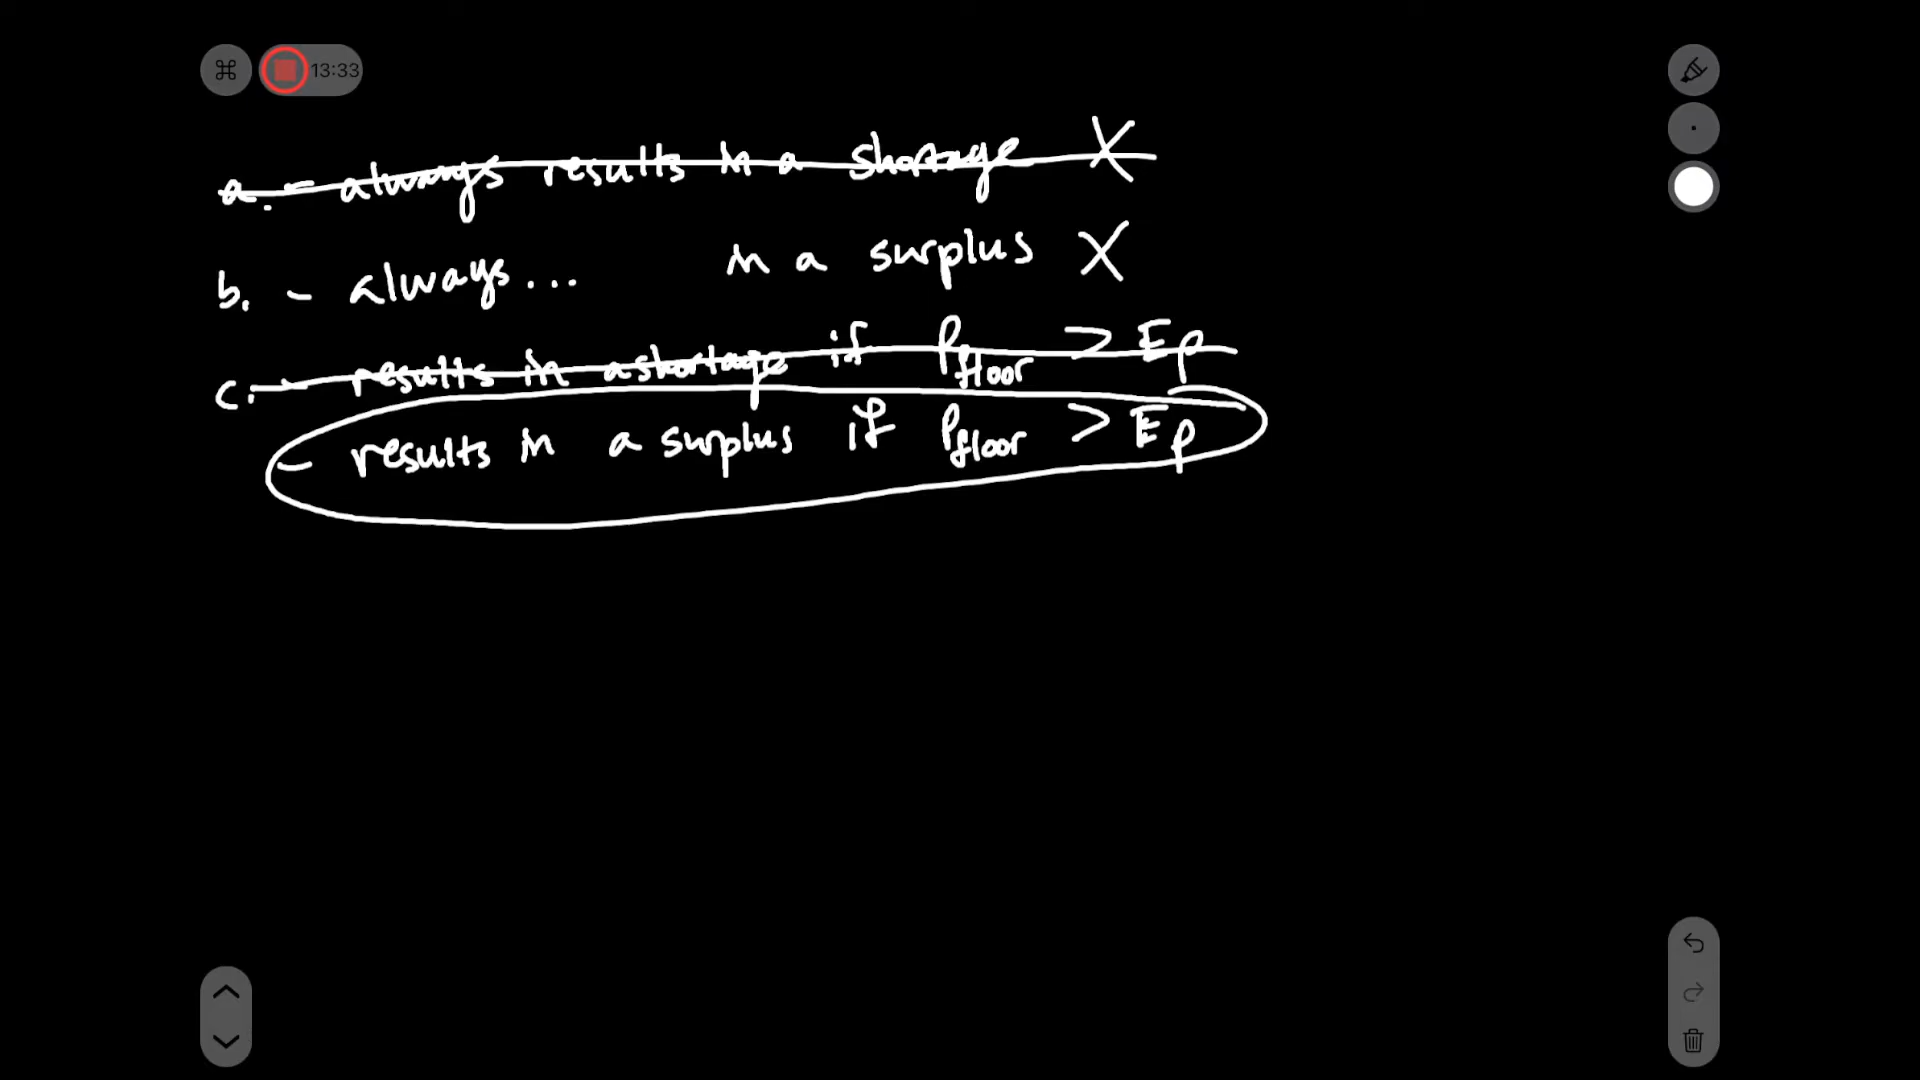 13:33
a. - always results in a shortage X
b. - always... in a surplus X
c. - results in a shortage if Pfloor > Ep
- results in a surplus if Pfloor > Ep